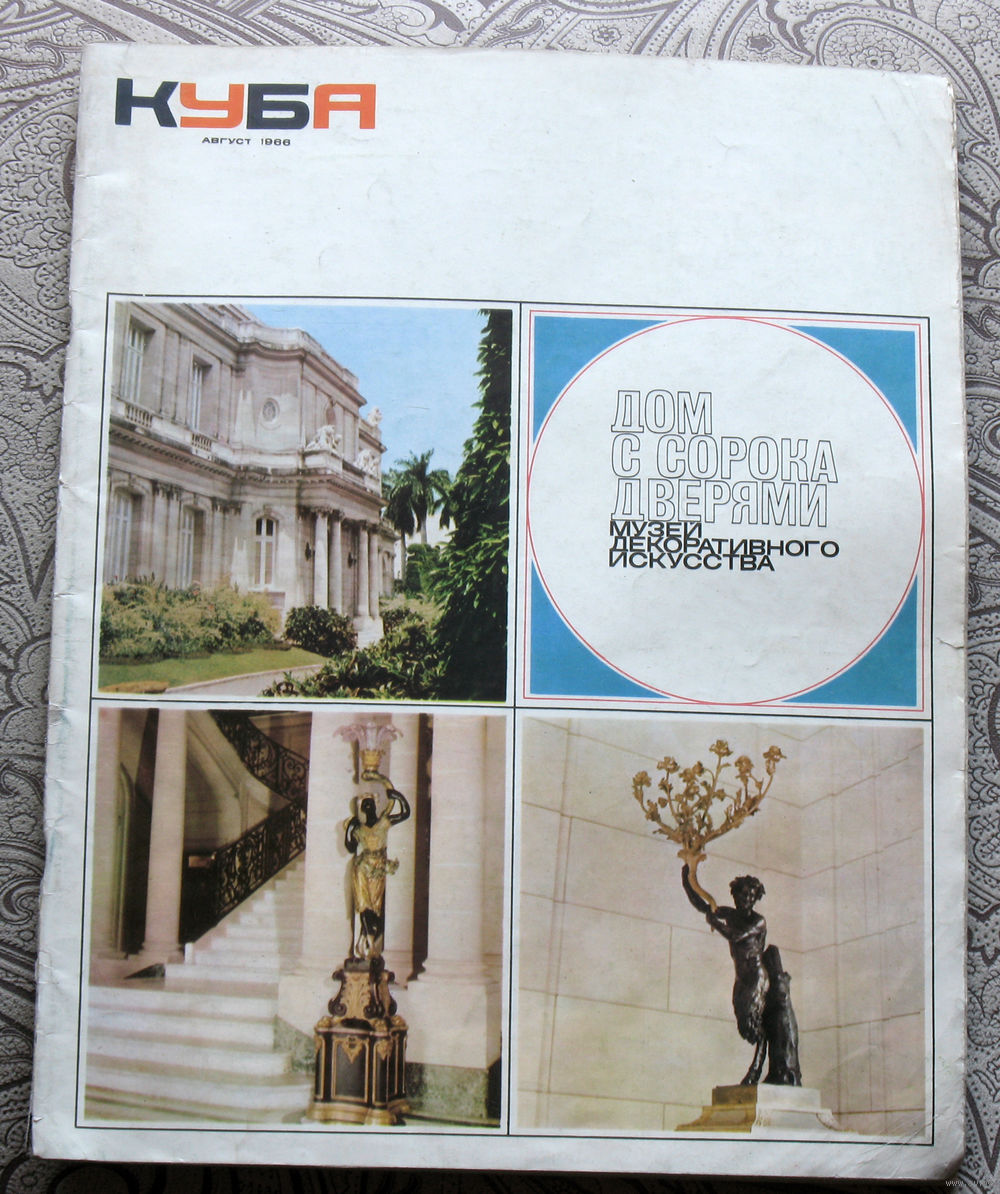 КУБА
АВГУСТ 1966
ДОМ
С СОРОКА
ДВЕРЯМИ
МУЗЕЙ
ДЕКОРАТИВНОГО
ИСКУССТВА